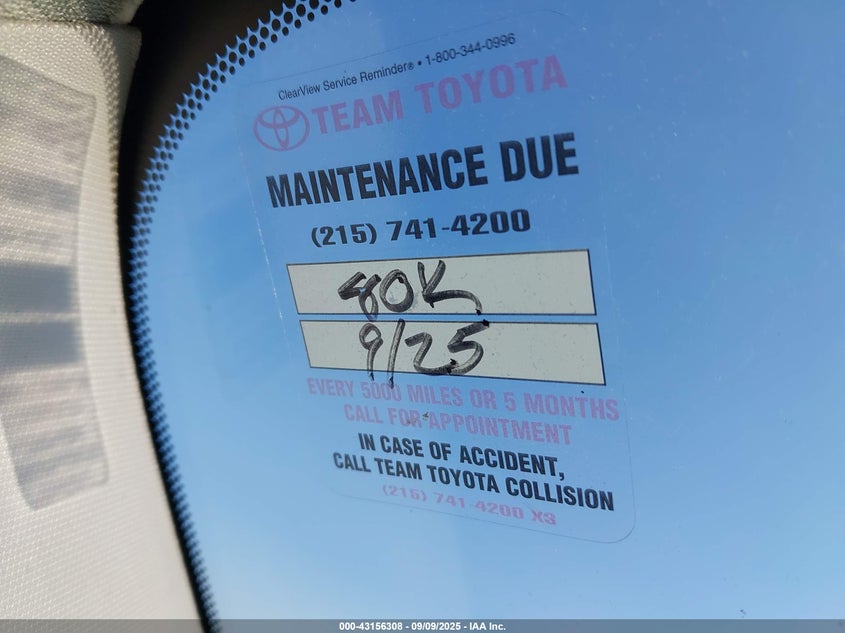 ClearView Service Reminder® • 1-800-344-0996
TEAM TOYOTA
MAINTENANCE DUE
(215) 741-4200
80K
9/25
EVERY 5000 MILES OR 5 MONTHS
CALL FOR APPOINTMENT
IN CASE OF ACCIDENT,
CALL TEAM TOYOTA COLLISION
(215) 741-4200 X3
000-43156308 - 09/09/2025 - IAA Inc.